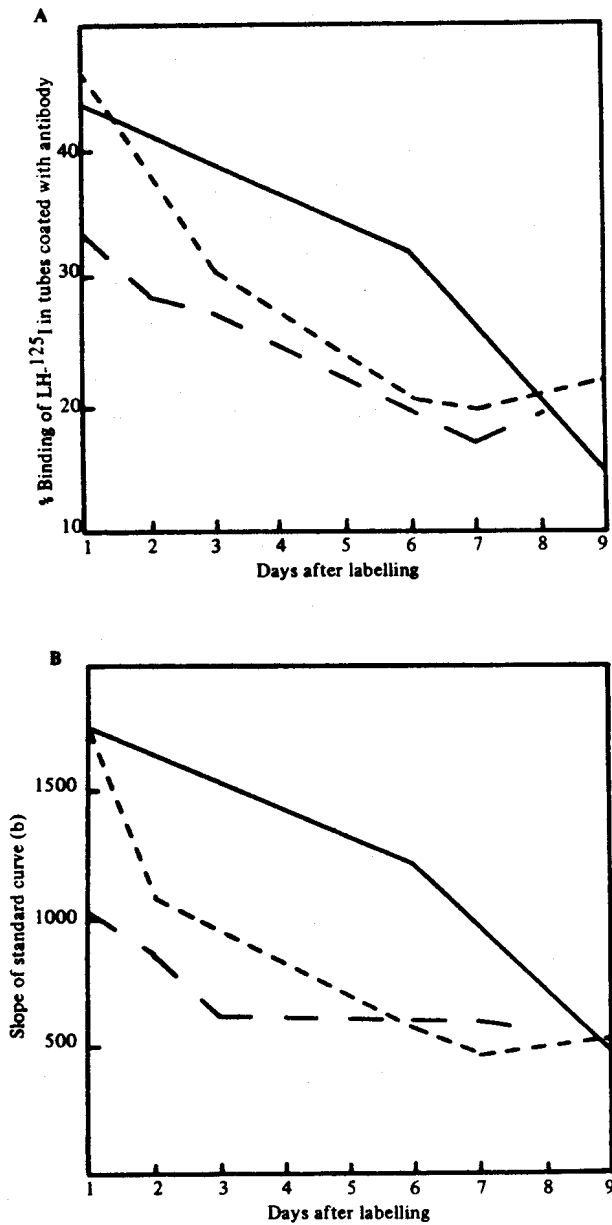 A
% Binding of LH-125I in tubes coated with antibody
40
30
20
10
1 2 3 4 5 6 7 8 9
Days after labelling
B
Slope of standard curve (b)
1500
1000
500
1 2 3 4 5 6 7 8 9
Days after labelling